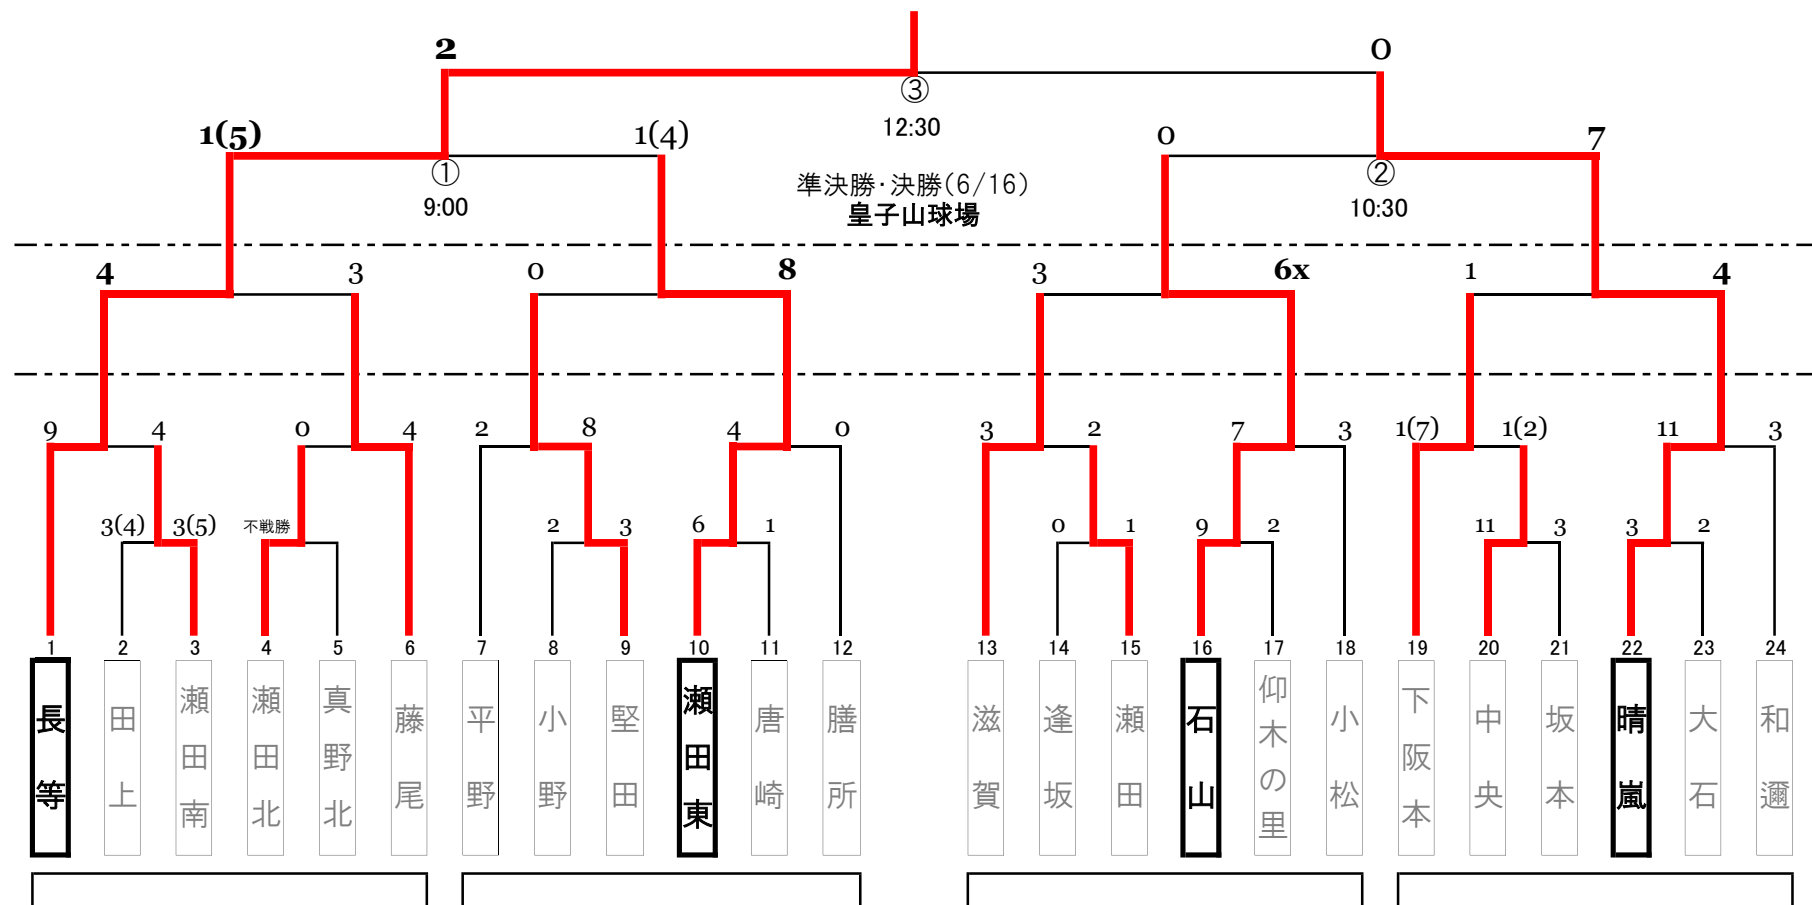 2 0
③
12:30
1(5) 1(4) 0 7
① ②
9:00 10:30
準決勝・決勝(6/16)
皇子山球場
4 3 0 8 3 6x 1 4
9 4 0 4 2 8 4 0 3 2 7 3 1(7) 1(2) 11 3
3(4) 3(5) 不戦勝 2 3 6 1 0 1 9 2 11 3 3 2
1 2 3 4 5 6 7 8 9 10 11 12 13 14 15 16 17 18 19 20 21 22 23 24
長等
田上
瀬田南
瀬田北
真野北
藤尾
平野
小野
堅田
瀬田東
唐崎
膳所
滋賀
逢坂
瀬田
石山
仰木の里
小松
下阪本
中央
坂本
晴嵐
大石
和邇